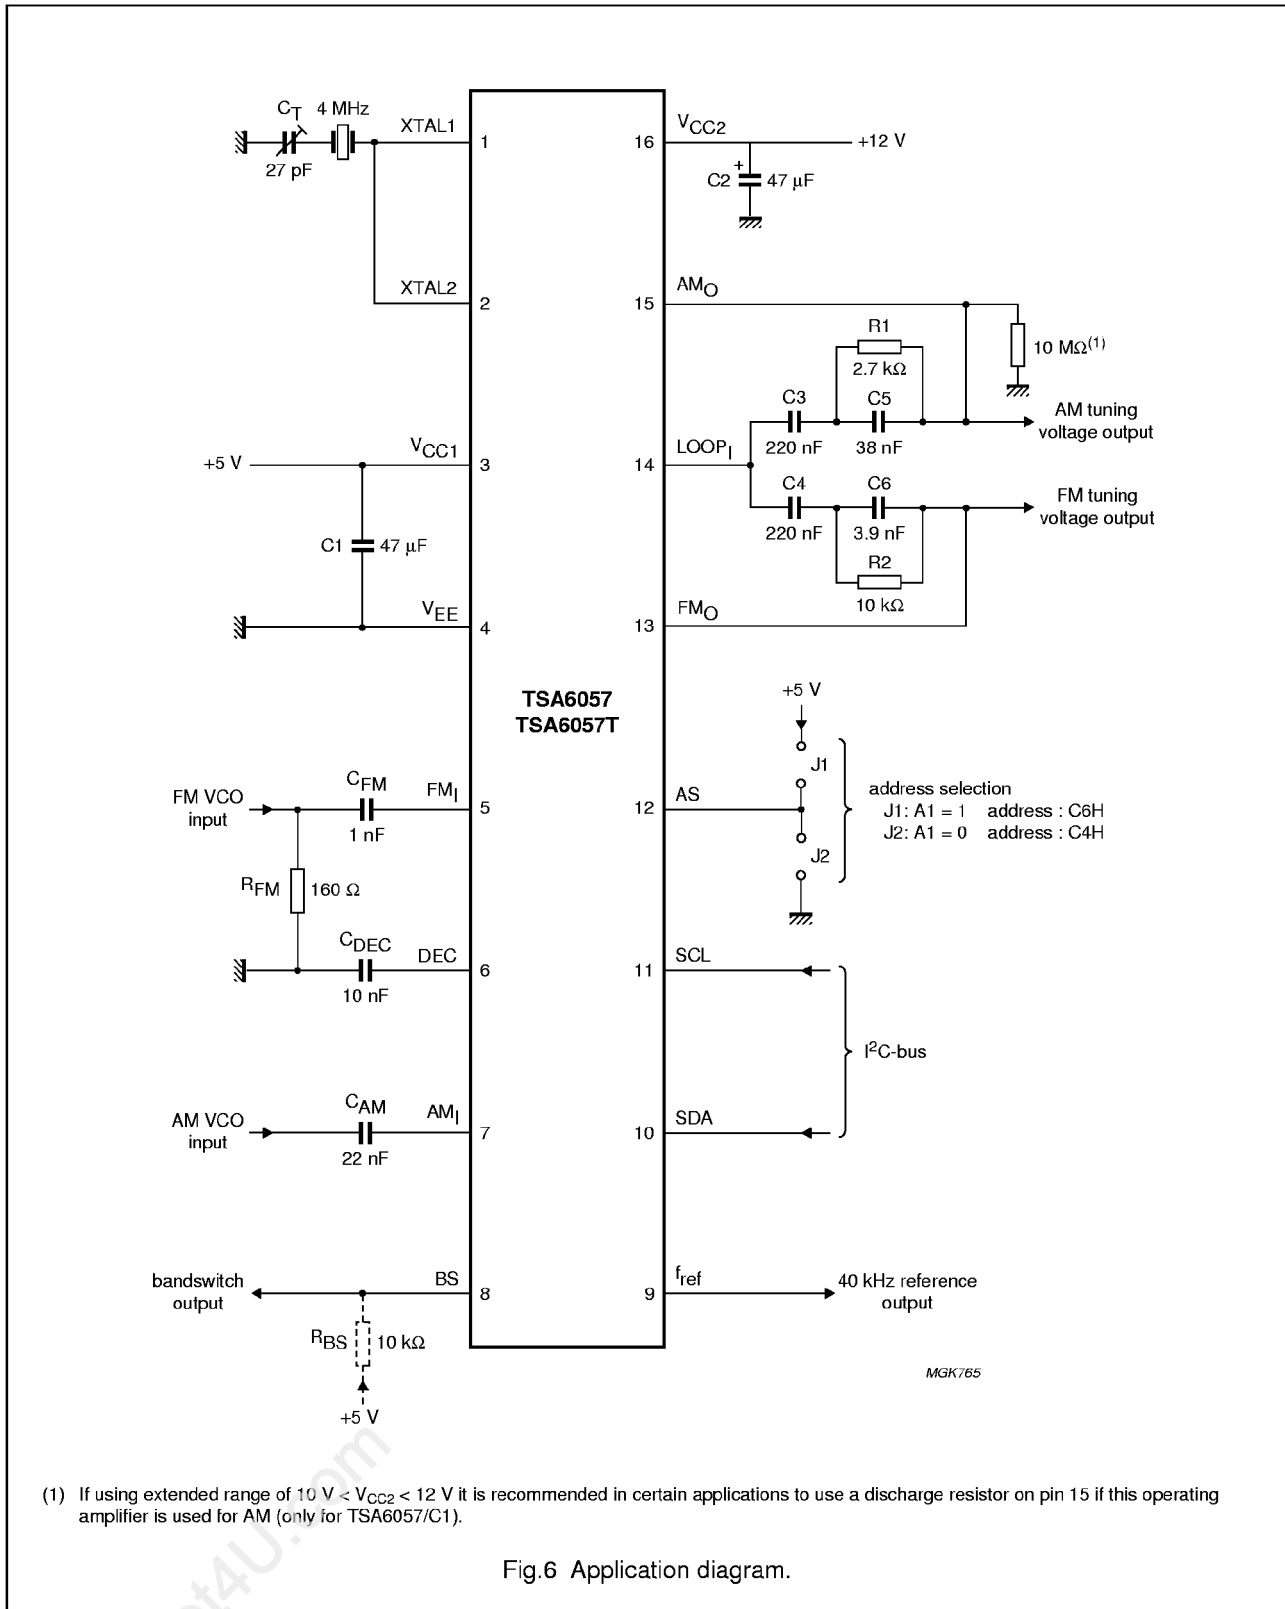 CT
4 MHz
27 pF
XTAL1
1
XTAL2
2
+5 V
VCC1
3
C1
47 µF
VEE
4
TSA6057
TSA6057T
FM VCO
input
CFM
1 nF
FMI
5
RFM
160 Ω
CDEC
10 nF
DEC
6
AM VCO
input
CAM
22 nF
AMI
7
bandswitch
output
BS
8
RBS
10 kΩ
+5 V
16
VCC2
+12 V
+
C2
47 µF
15
AMO
10 MΩ(1)
R1
2.7 kΩ
C3
220 nF
C5
38 nF
AM tuning
voltage output
14
LOOPI
C4
220 nF
C6
3.9 nF
R2
10 kΩ
FM tuning
voltage output
13
FMO
+5 V
J1
12
AS
J2
address selection
J1: A1 = 1 address : C6H
J2: A1 = 0 address : C4H
11
SCL
I2C-bus
10
SDA
9
fref
40 kHz reference
output
MGK765
(1) If using extended range of 10 V < VCC2 < 12 V it is recommended in certain applications to use a discharge resistor on pin 15 if this operating
amplifier is used for AM (only for TSA6057/C1).
Fig.6 Application diagram.
et4U.com